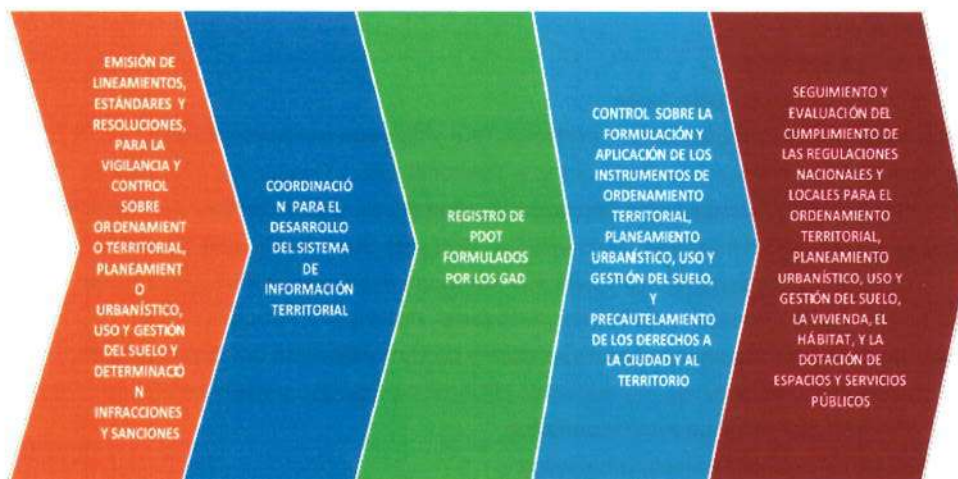 EMISIÓN DE
LINEAMIENTOS,
ESTÁNDARES Y
RESOLUCIONES,
PARA LA
VIGILANCIA Y
CONTROL
SOBRE
ORDENAMIENT
O TERRITORIAL,
PLANEAMIENT
O
URBANÍSTICO,
USO Y GESTIÓN
DEL SUELO Y
DETERMINACIÓ
N
INFRACCIONES
Y SANCIONES
COORDINACIÓ
N PARA EL
DESARROLLO
DEL SISTEMA
DE
INFORMACIÓN
TERRITORIAL
REGISTRO DE
PDOT
FORMULADOS
POR LOS GAD
CONTROL SOBRE LA
FORMULACIÓN Y
APLICACIÓN DE LOS
INSTRUMENTOS DE
ORDENAMIENTO
TERRITORIAL,
PLANEAMIENTO
URBANÍSTICO, USO Y
GESTIÓN DEL SUELO,
Y
PRECAUTELAMIENTO
DE LOS DERECHOS A
LA CIUDAD Y AL
TERRITORIO
SEGUIMIENTO Y
EVALUACIÓN DEL
CUMPLIMIENTO DE
LAS REGULACIONES
NACIONALES Y
LOCALES PARA EL
ORDENAMIENTO
TERRITORIAL,
PLANEAMIENTO
URBANÍSTICO, USO Y
GESTIÓN DEL SUELO,
LA VIVIENDA, EL
HÁBITAT, Y LA
DOTACIÓN DE
ESPACIOS Y SERVICIOS
PÚBLICOS